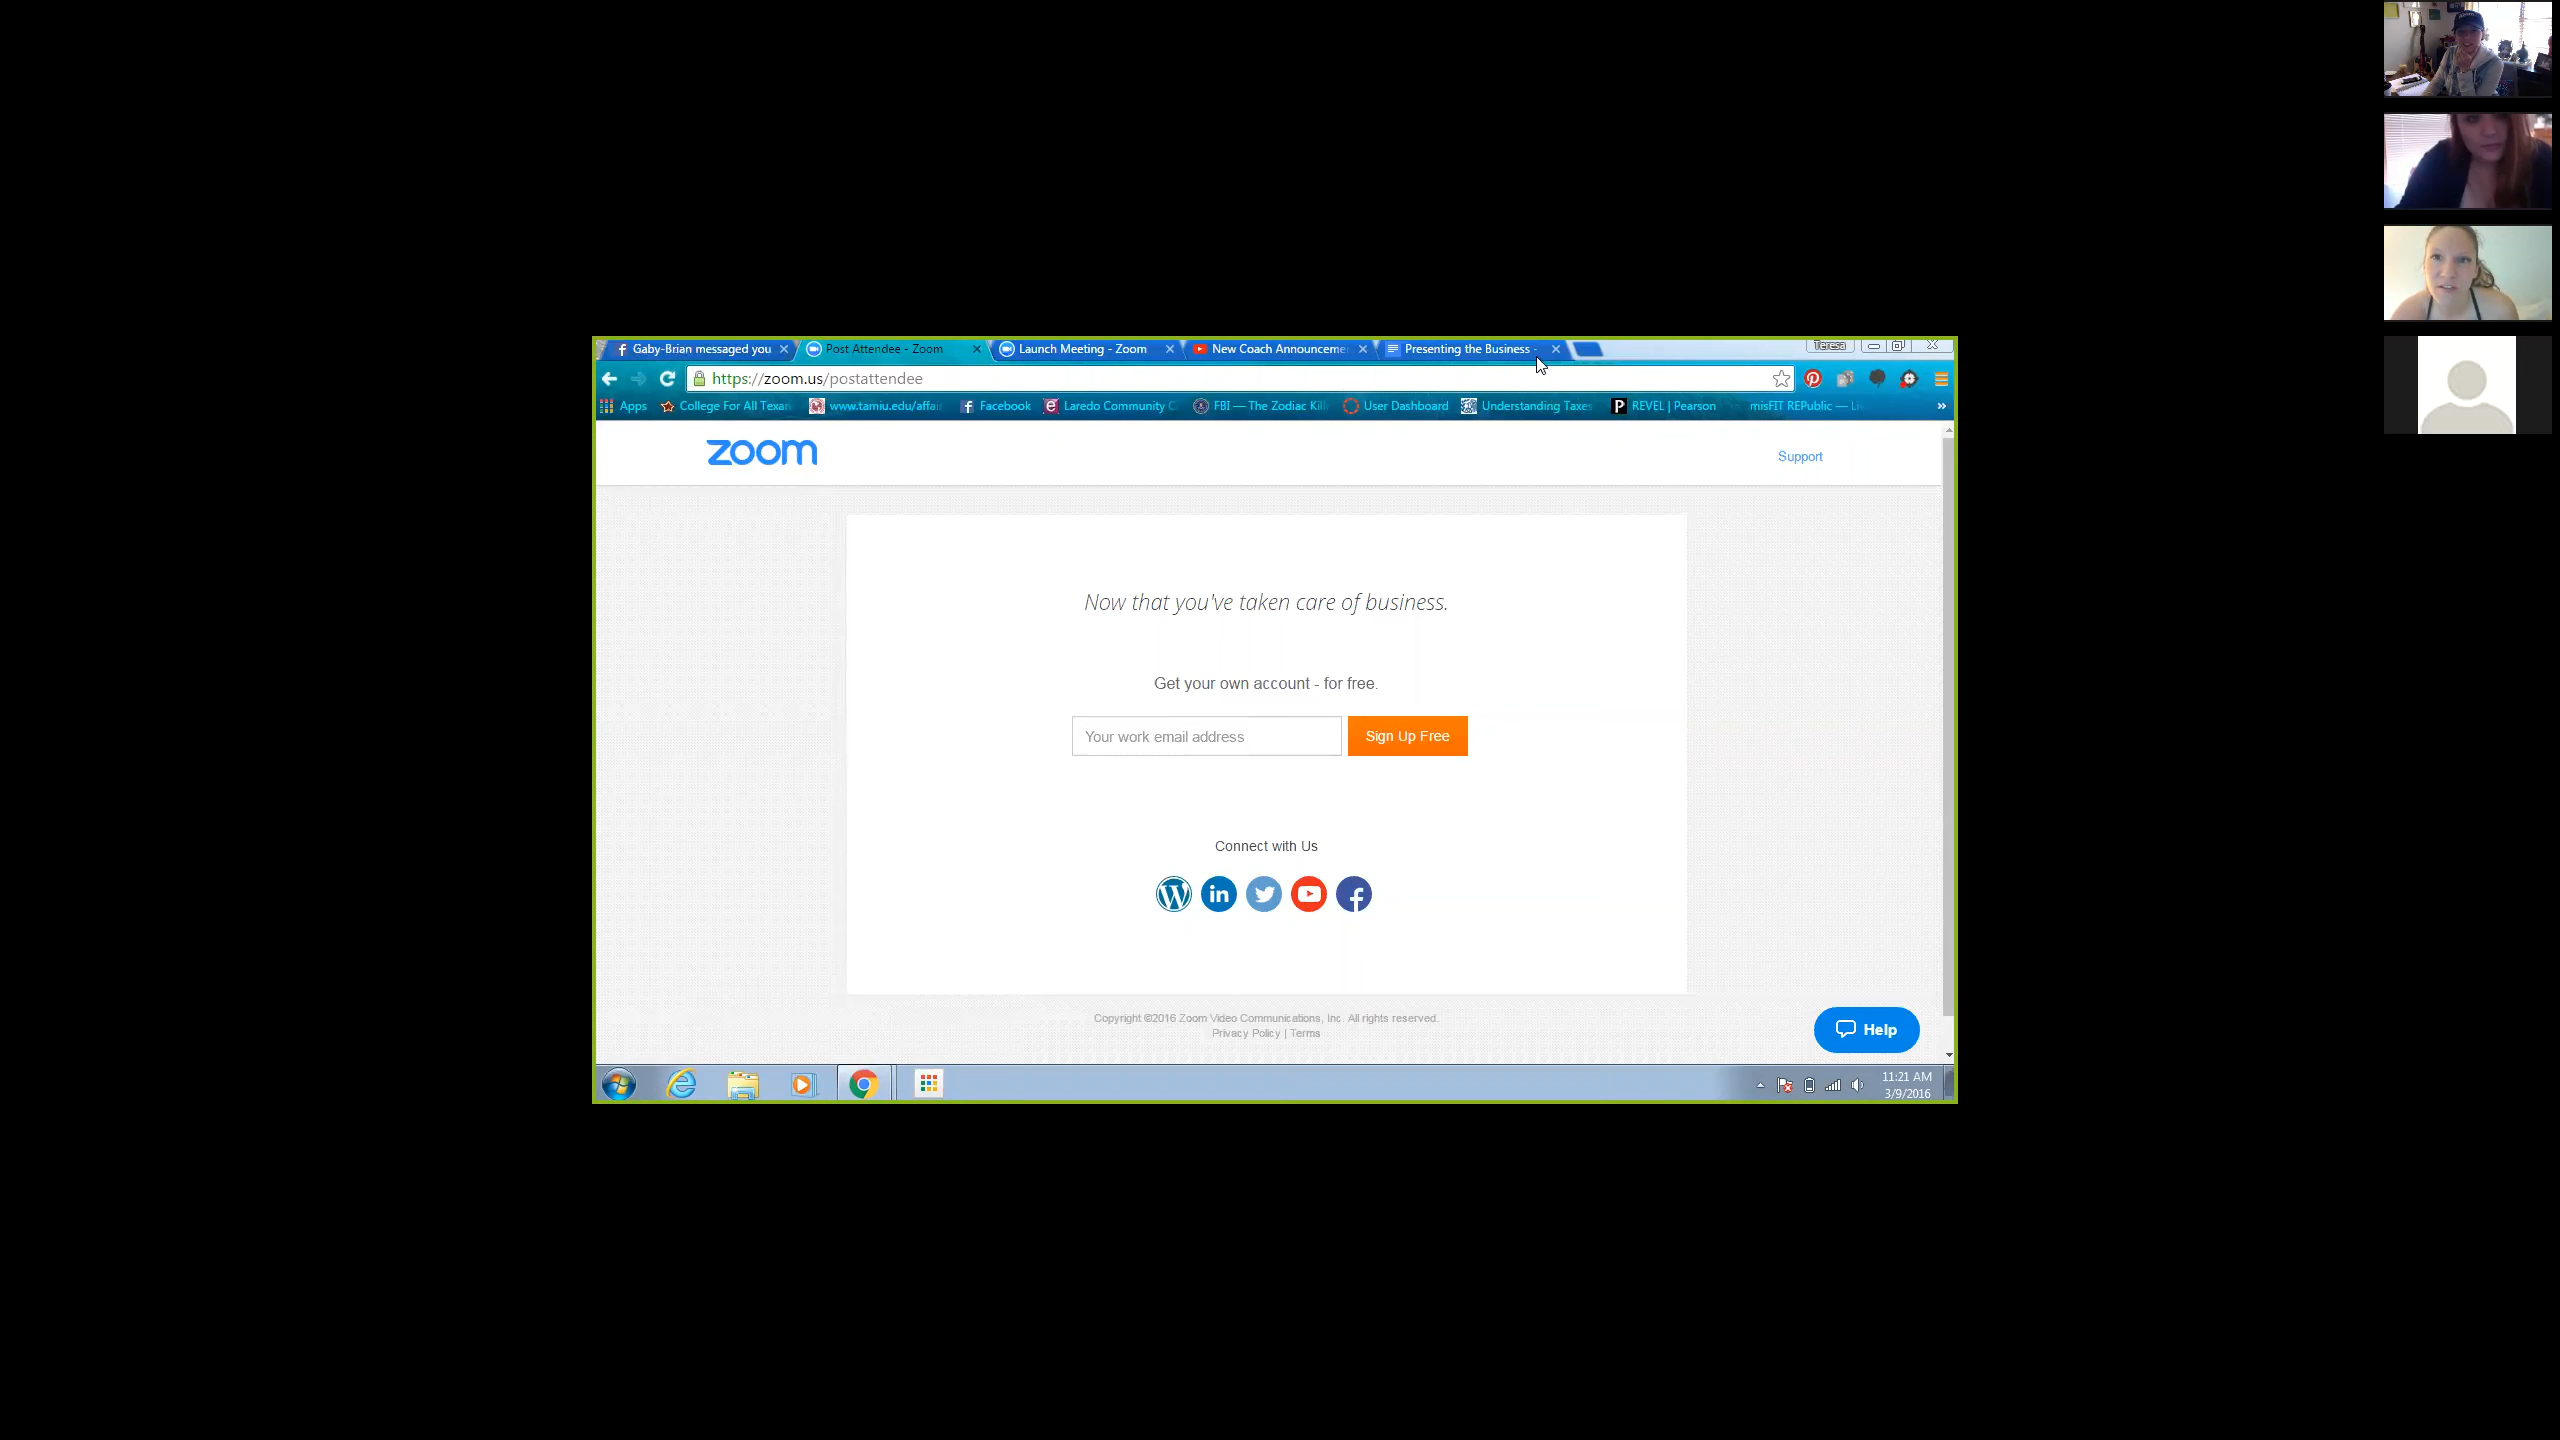 Gaby-Brian messaged you
Post Attendee - Zoom
Launch Meeting - Zoom
New Coach Announcemer
Presenting the Business -
Teresa
https://zoom.us/postattendee
Apps
College For All Texan
www.tamiu.edu/affai
Facebook
Laredo Community C
FBI — The Zodiac Kill
User Dashboard
Understanding Taxes
REVEL | Pearson
misFIT REPublic — Liv
»
zoom
Support
Now that you've taken care of business.
Get your own account - for free.
Your work email address
Sign Up Free
Connect with Us
Copyright ©2016 Zoom Video Communications, Inc. All rights reserved.
Privacy Policy | Terms
Help
11:21 AM
3/9/2016